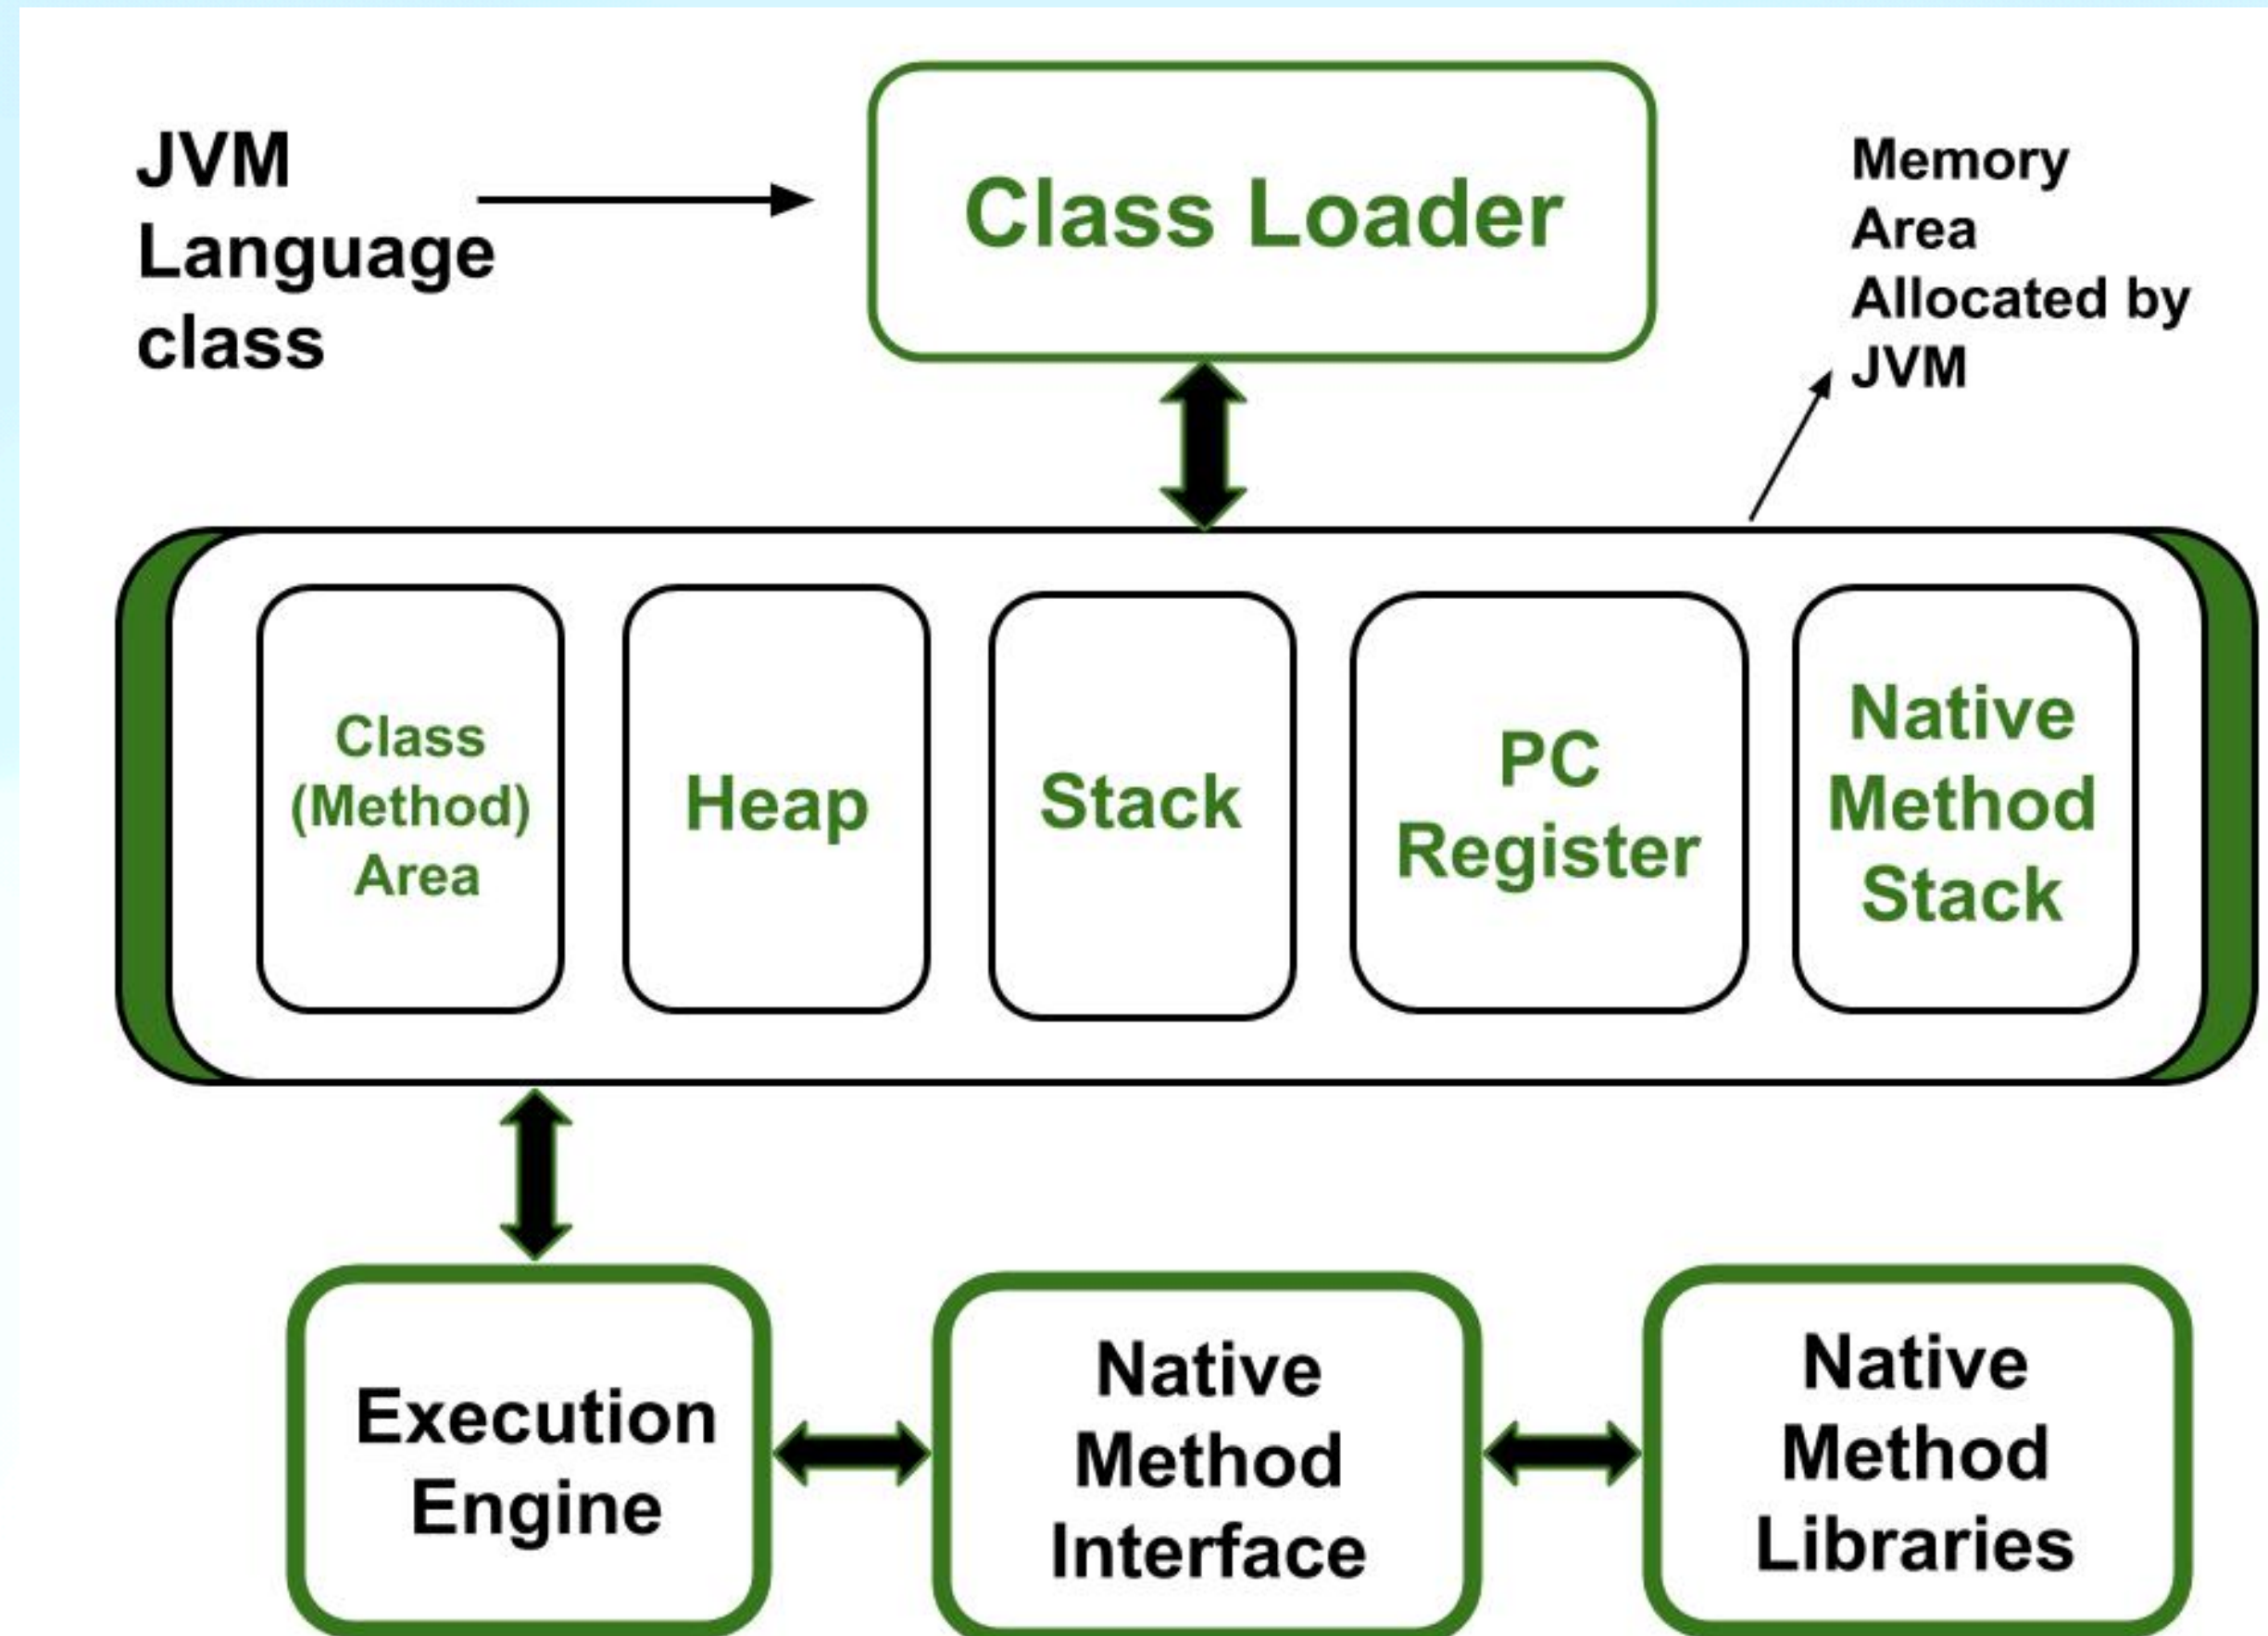 JVM
Language
class
Class Loader
Memory
Area
Allocated by
JVM
Class
(Method)
Area
Heap
Stack
PC
Register
Native
Method
Stack
Execution
Engine
Native
Method
Interface
Native
Method
Libraries